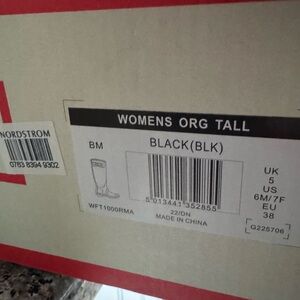 NORDSTROM
0783 8394 9302
WOMENS ORG TALL
BM
BLACK(BLK)
WFT1000RMA
5 013441 352855
22/DN
MADE IN CHINA
UK
5
US
6M/7F
EU
38
G225706